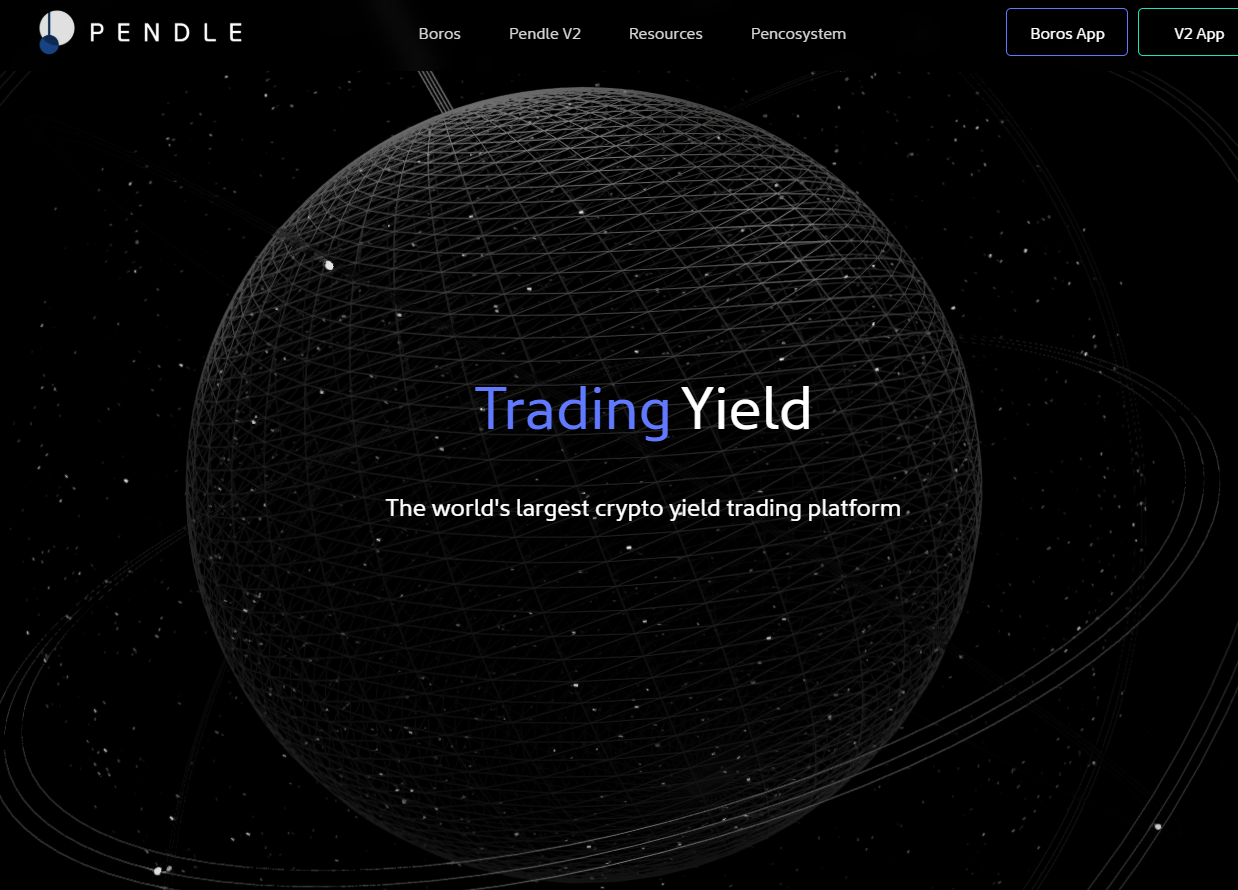 PENDLE
Boros
Pendle V2
Resources
Pencosystem
Boros App
V2 App
Trading Yield
The world's largest crypto yield trading platform